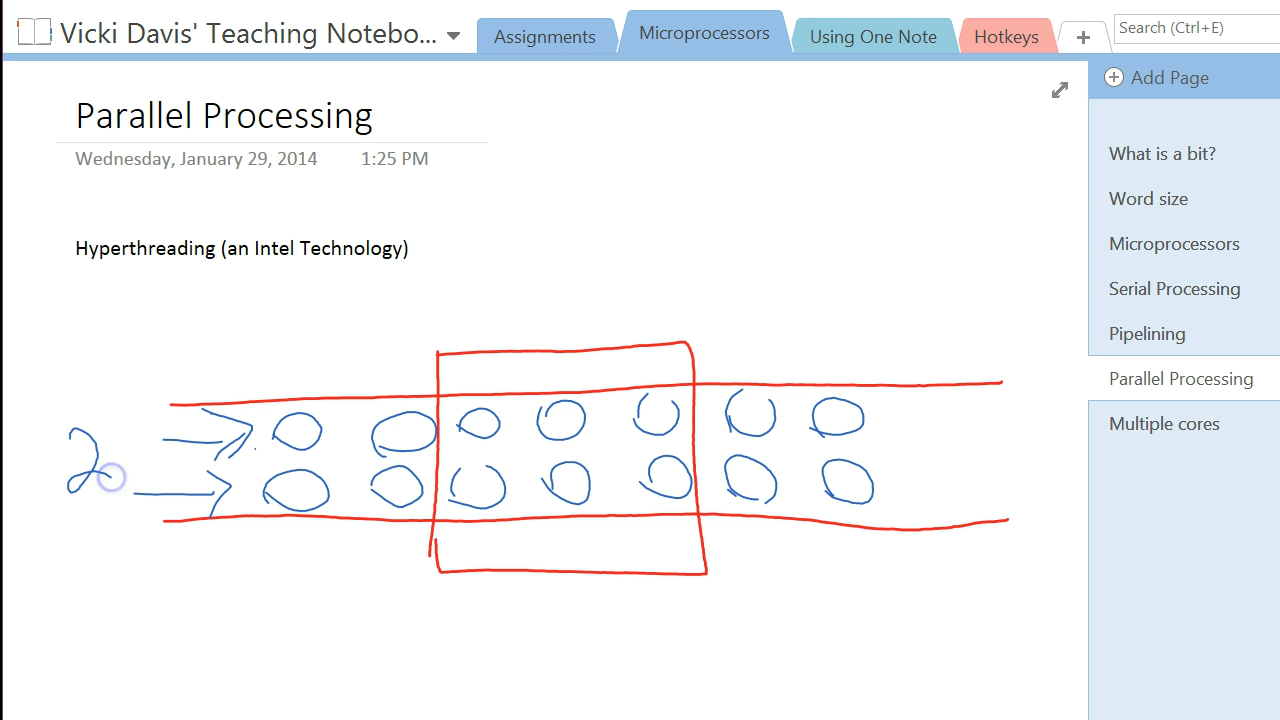 Vicki Davis' Teaching Notebo...
Assignments
Microprocessors
Using One Note
Hotkeys
+
Search (Ctrl+E)
Add Page
Parallel Processing
Wednesday, January 29, 2014 1:25 PM
Hyperthreading (an Intel Technology)
2
What is a bit?
Word size
Microprocessors
Serial Processing
Pipelining
Parallel Processing
Multiple cores